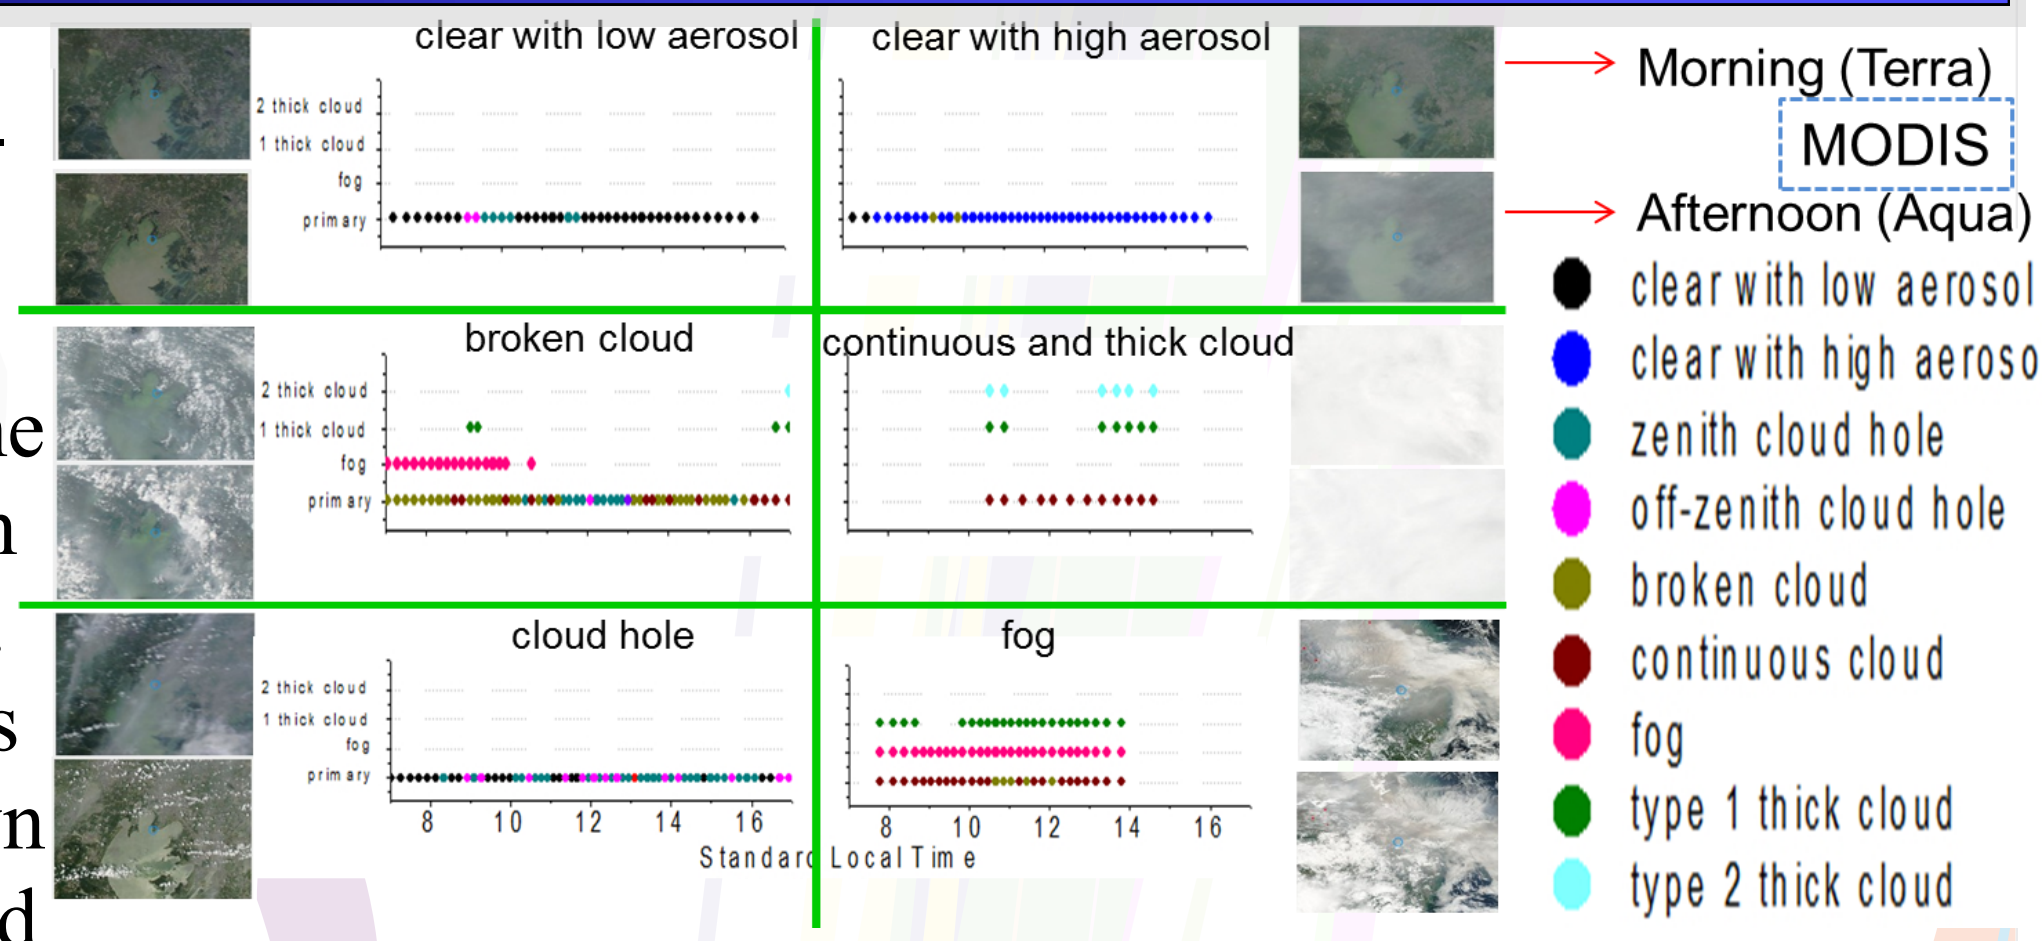 clear with low aerosol
clear with high aerosol
Morning (Terra)
MODIS
Afternoon (Aqua)
2 thick cloud
1 thick cloud
fog
primary
broken cloud
continuous and thick cloud
2 thick cloud
1 thick cloud
fog
primary
cloud hole
fog
2 thick cloud
1 thick cloud
fog
primary
8 10 12 14 16
8 10 12 14 16
Standard Local Time
clear with low aerosol
clear with high aeroso
zenith cloud hole
off-zenith cloud hole
broken cloud
continuous cloud
fog
type 1 thick cloud
type 2 thick cloud